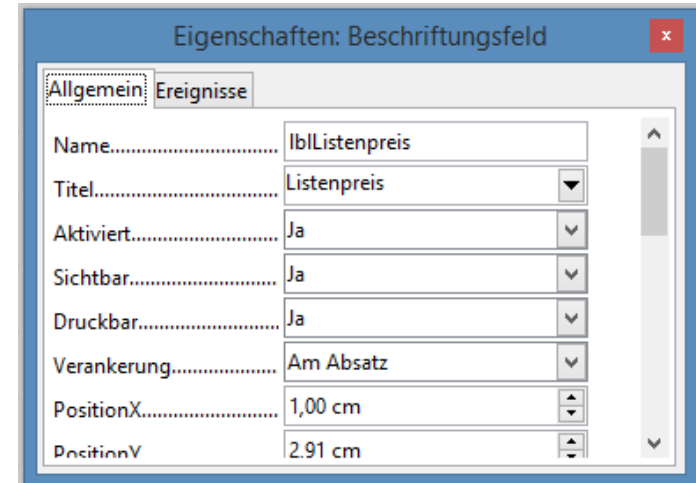 Eigenschaften: Beschriftungsfeld x
Allgemein Ereignisse
Name................................ lblListenpreis
Titel................................... Listenpreis
Aktiviert............................ Ja
Sichtbar............................ Ja
Druckbar........................... Ja
Verankerung.................... Am Absatz
PositionX.......................... 1,00 cm
PositionY 2.91 cm